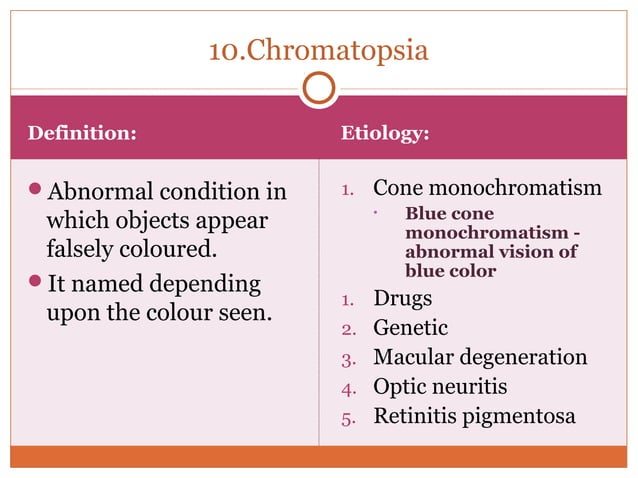 10.Chromatopsia
Definition:
Abnormal condition in
which objects appear
falsely coloured.
It named depending
upon the colour seen.
Etiology:
1. Cone monochromatism
• Blue cone
monochromatism -
abnormal vision of
blue color
1. Drugs
2. Genetic
3. Macular degeneration
4. Optic neuritis
5. Retinitis pigmentosa